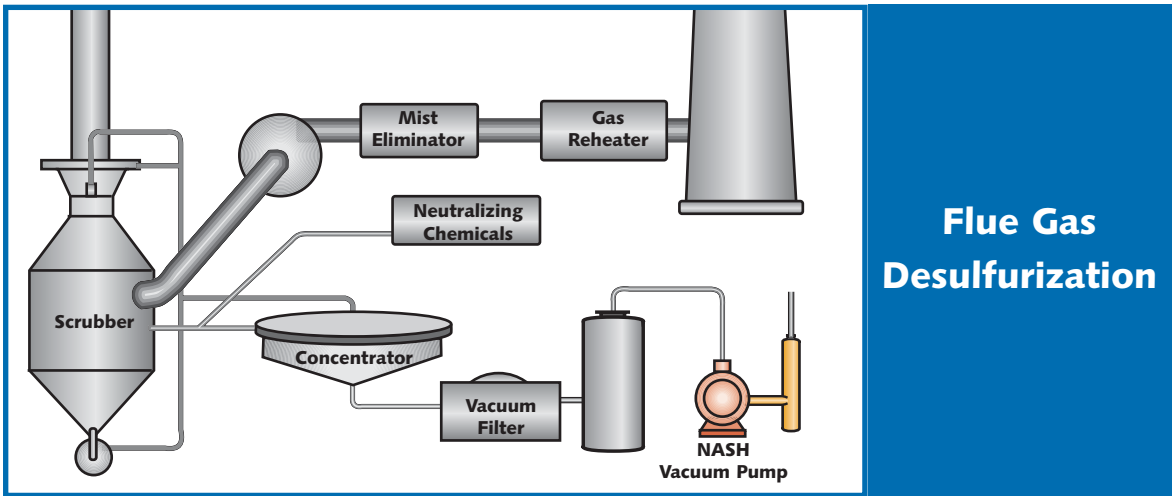 Mist
Eliminator
Gas
Reheater
Neutralizing
Chemicals
Scrubber
Concentrator
Vacuum
Filter
NASH
Vacuum Pump
Flue Gas
Desulfurization